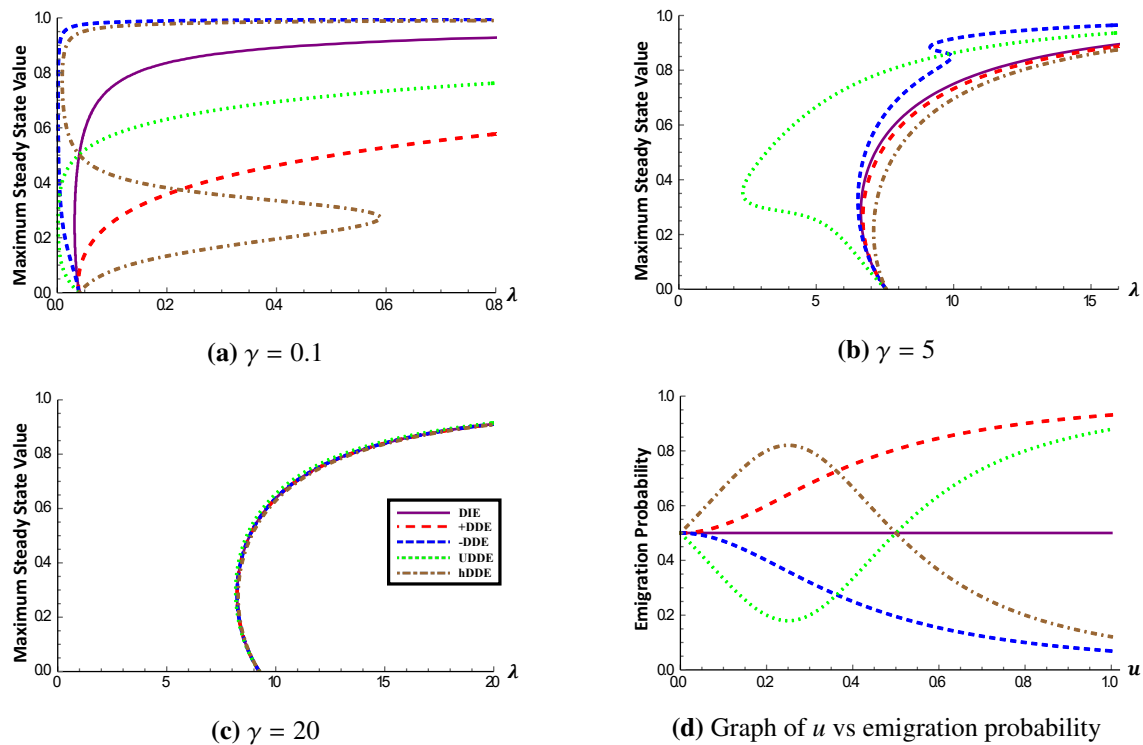 Maximum Steady State Value
1.0
0.8
0.6
0.4
0.2
0.0
0.0 0.2 0.4 0.6 0.8 λ
(a) γ = 0.1
Maximum Steady State Value
1.0
0.8
0.6
0.4
0.2
0.0
0 5 10 15 λ
(b) γ = 5
Maximum Steady State Value
1.0
0.8
0.6
0.4
0.2
0.0
0 5 10 15 20 λ
DIE
+DDE
-DDE
UDDE
hDDE
(c) γ = 20
Emigration Probability
1.0
0.8
0.6
0.4
0.2
0.0
0.0 0.2 0.4 0.6 0.8 1.0 u
(d) Graph of u vs emigration probability